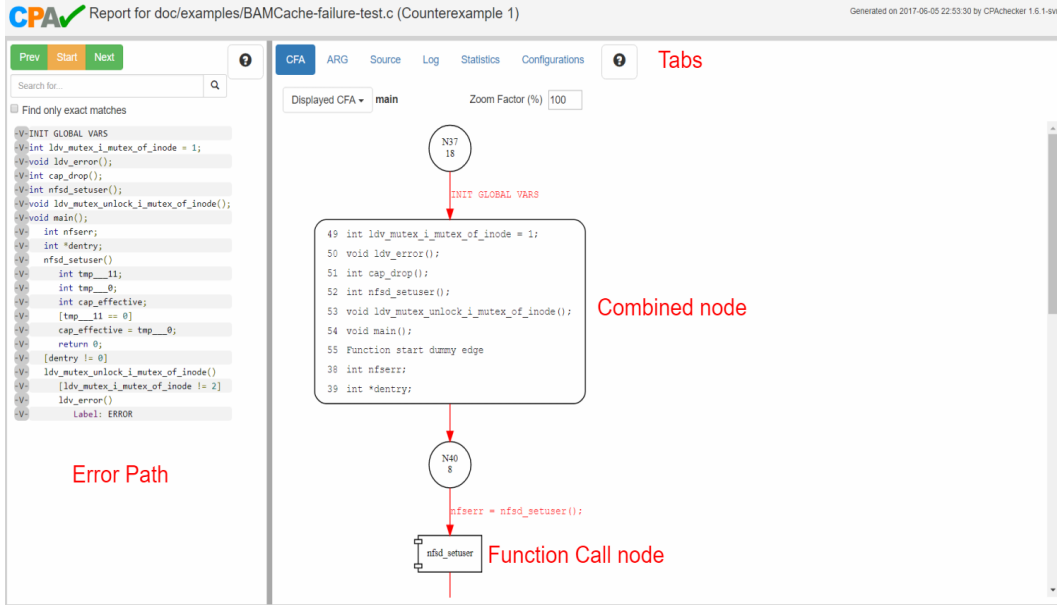 CPA Report for doc/examples/BAMCache-failure-test.c (Counterexample 1)
Generated on 2017-06-05 22:53:30 by CPAchecker 1.6.1-svn
Prev Start Next
Search for...
Find only exact matches
-V- INIT GLOBAL VARS
-V- int ldv_mutex_i_mutex_of_inode = 1;
-V- void ldv_error();
-V- int cap_drop();
-V- int nfsd_setuser();
-V- void ldv_mutex_unlock_i_mutex_of_inode();
-V- void main();
-V- int nfserr;
-V- int *dentry;
-V- nfsd_setuser()
-V- int tmp___11;
-V- int tmp___0;
-V- int cap_effective;
-V- [tmp___11 == 0]
-V- cap_effective = tmp___0;
-V- return 0;
-V- [dentry != 0]
-V- ldv_mutex_unlock_i_mutex_of_inode()
-V- [ldv_mutex_i_mutex_of_inode != 2]
-V- ldv_error()
-V- Label: ERROR
Error Path
CFA ARG Source Log Statistics Configurations ?
Tabs
Displayed CFA main Zoom Factor (%) 100
N37
18
INIT GLOBAL VARS
49 int ldv_mutex_i_mutex_of_inode = 1;
50 void ldv_error();
51 int cap_drop();
52 int nfsd_setuser();
53 void ldv_mutex_unlock_i_mutex_of_inode();
54 void main();
55 Function start dummy edge
38 int nfserr;
39 int *dentry;
Combined node
N40
8
nfserr = nfsd_setuser();
nfsd_setuser
Function Call node